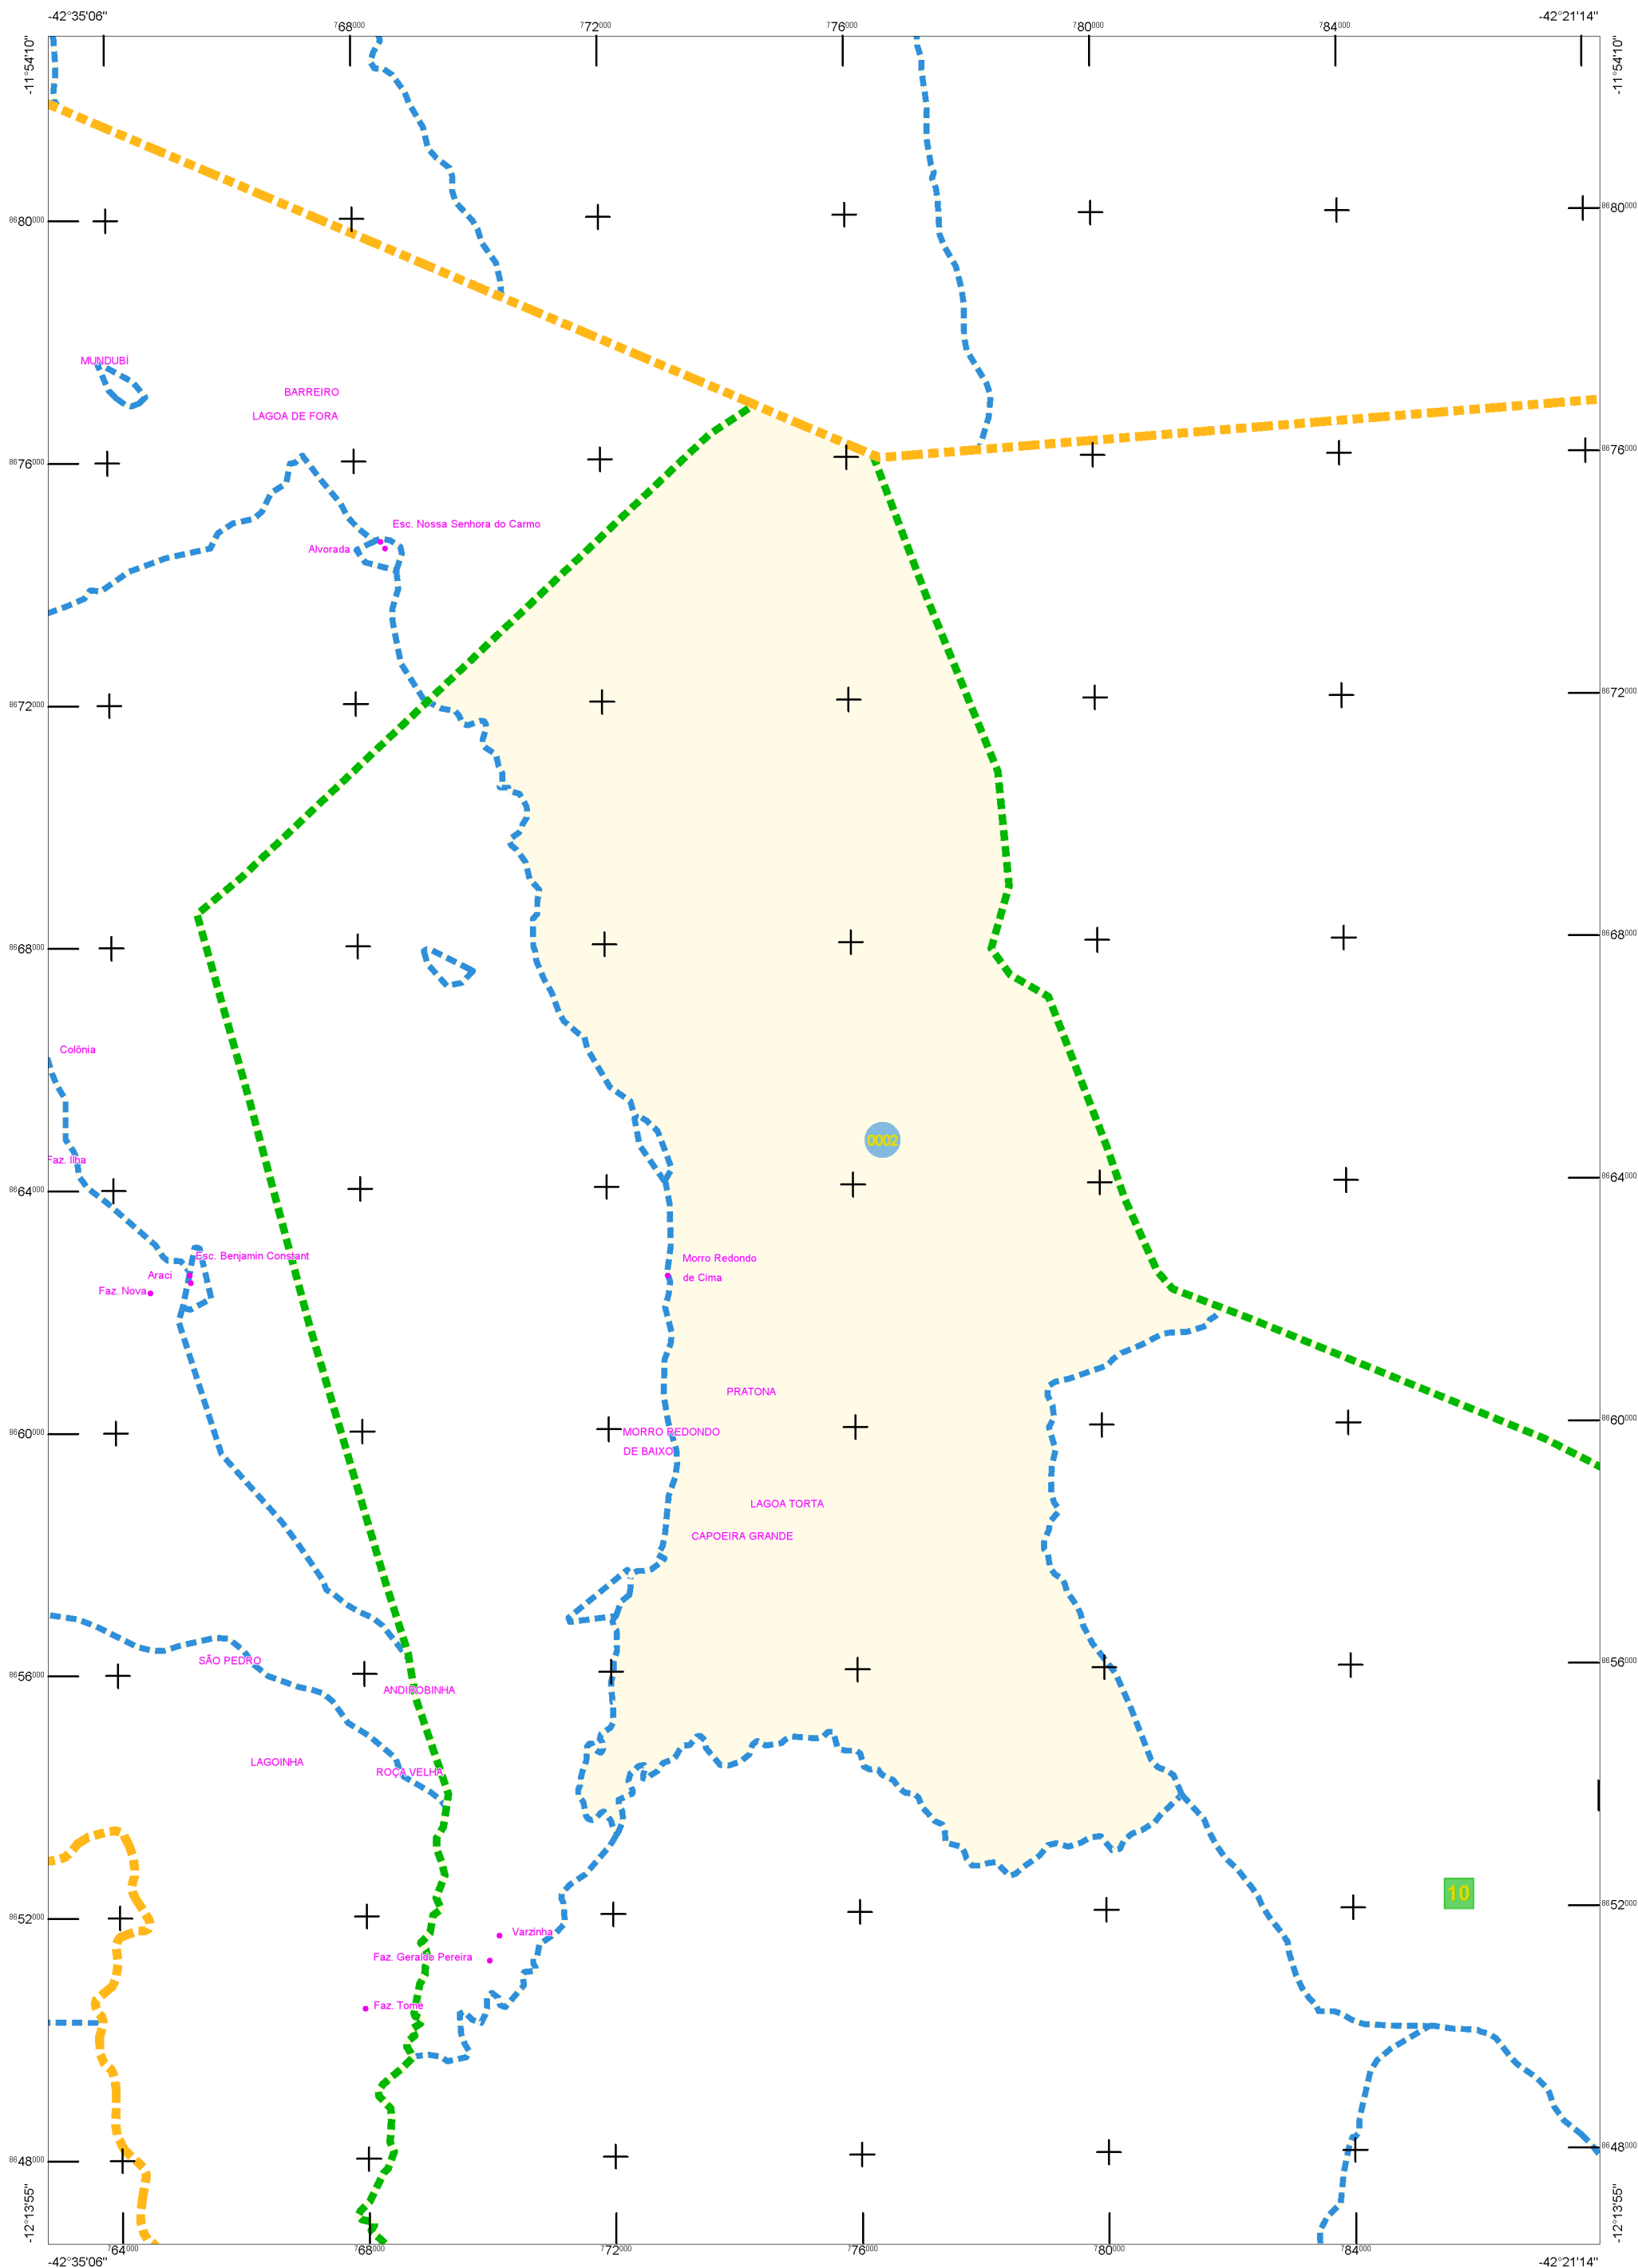 -42°35'06" -42°21'14"
768000 772000 776000 780000 784000
-11°54'10" -11°54'10"
8680000 8680000
MUNDUBÍ
BARREIRO
LAGOA DE FORA
8676000 8676000
Esc. Nossa Senhora do Carmo
Alvorada
8672000 8672000
8668000 8668000
Colônia
0002
Faz. Ilha
8664000 8664000
Esc. Benjamin Constant
Araci
Faz. Nova
Morro Redondo
de Cima
PRATONA
8660000 8660000
MORRO REDONDO
DE BAIXO
LAGOA TORTA
CAPOEIRA GRANDE
SÃO PEDRO
8656000 8656000
ANDIROBINHA
LAGOINHA
ROÇA VELHA
10
8652000 8652000
Varzinha
Faz. Geraldo Pereira
Faz. Tomé
8648000 8648000
-12°13'55" -12°13'55"
764000 768000 772000 776000 780000 784000
-42°35'06" -42°21'14"